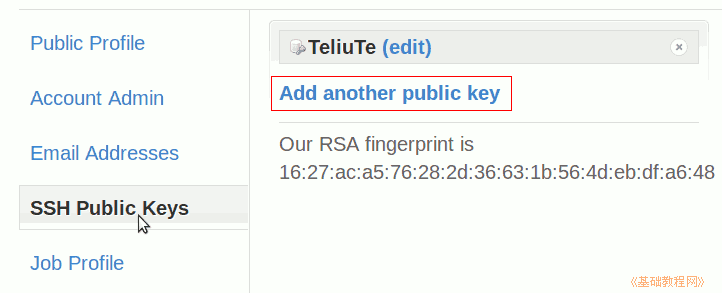 Public Profile
Account Admin
Email Addresses
SSH Public Keys
Job Profile
TeliuTe (edit)
Add another public key
Our RSA fingerprint is
16:27:ac:a5:76:28:2d:36:63:1b:56:4d:eb:df:a6:48
《基础教程网》